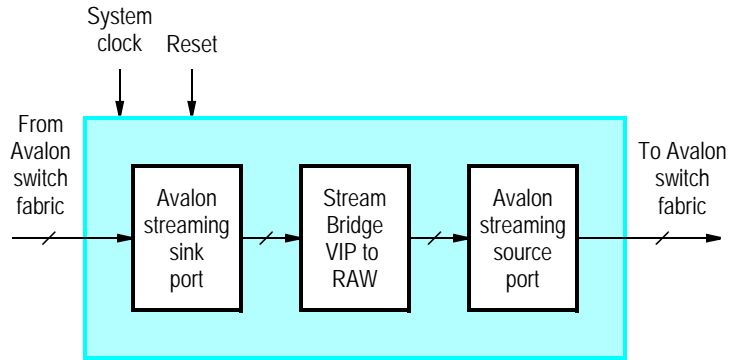 System
clock
Reset
From
Avalon
switch
fabric
Avalon
streaming
sink
port
Stream
Bridge
VIP to
RAW
Avalon
streaming
source
port
To Avalon
switch
fabric